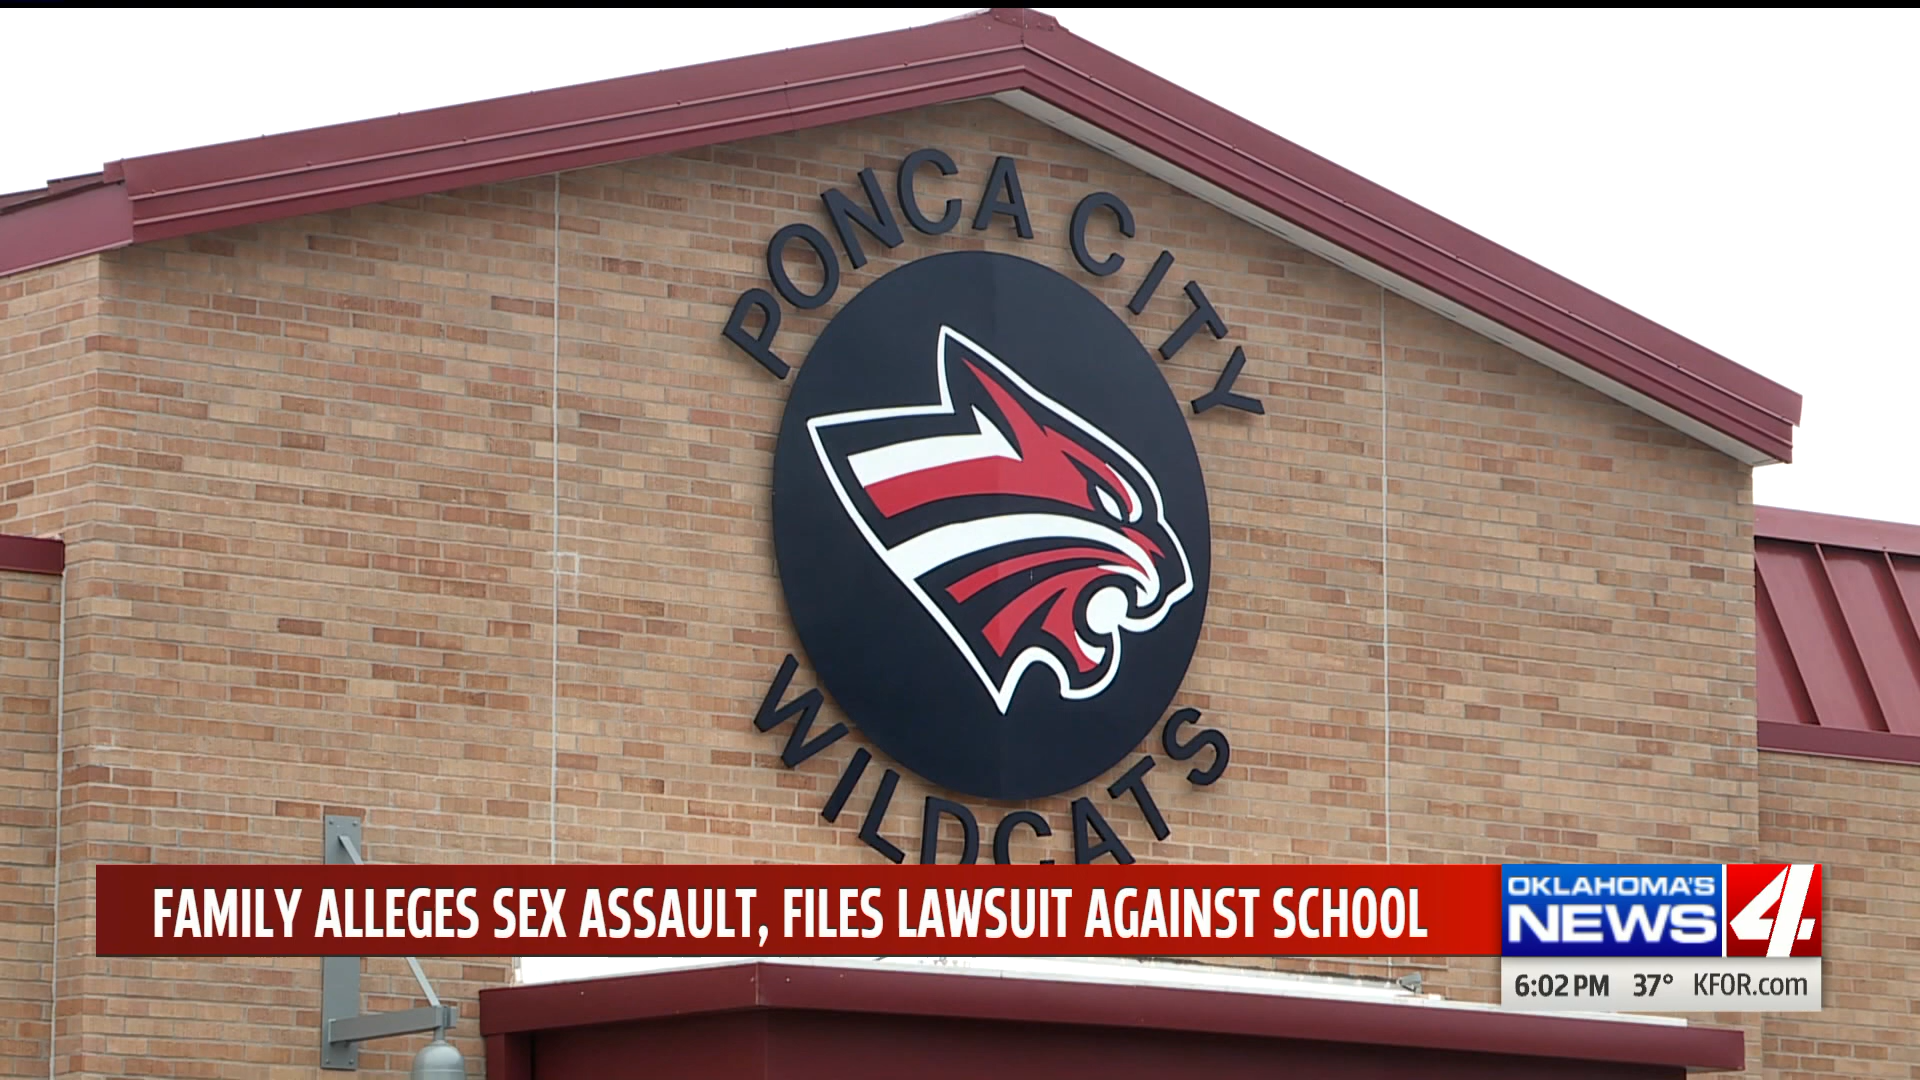 PONCA CITY
WILDCATS
FAMILY ALLEGES SEX ASSAULT, FILES LAWSUIT AGAINST SCHOOL
OKLAHOMA'S
NEWS 4
6:02 PM 37° KFOR.com